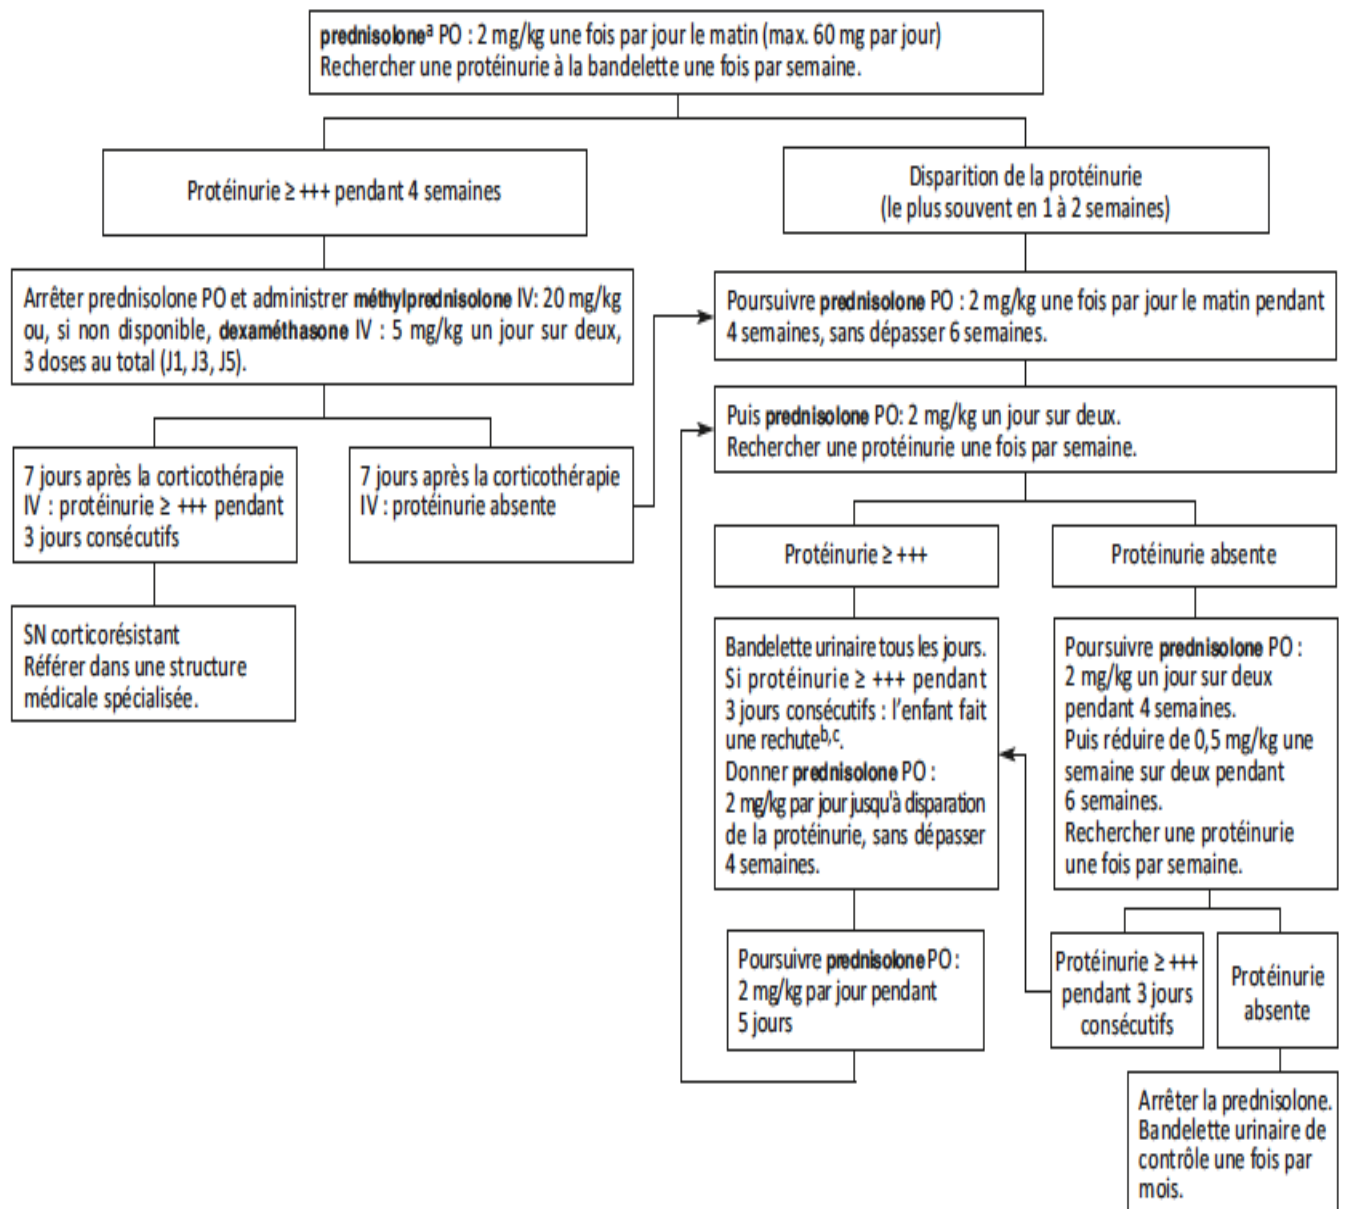 prednisoloneᵃ PO : 2 mg/kg une fois par jour le matin (max. 60 mg par jour)
Rechercher une protéinurie à la bandelette une fois par semaine.
Protéinurie ≥ +++ pendant 4 semaines
Disparition de la protéinurie
(le plus souvent en 1 à 2 semaines)
Arrêter prednisolone PO et administrer méthylprednisolone IV: 20 mg/kg
ou, si non disponible, dexaméthasone IV : 5 mg/kg un jour sur deux,
3 doses au total (J1, J3, J5).
Poursuivre prednisolone PO : 2 mg/kg une fois par jour le matin pendant
4 semaines, sans dépasser 6 semaines.
Puis prednisolone PO: 2 mg/kg un jour sur deux.
Rechercher une protéinurie une fois par semaine.
7 jours après la corticothérapie
IV : protéinurie ≥ +++ pendant
3 jours consécutifs
7 jours après la corticothérapie
IV : protéinurie absente
SN corticorésistant
Référer dans une structure
médicale spécialisée.
Protéinurie ≥ +++
Protéinurie absente
Bandelette urinaire tous les jours.
Si protéinurie ≥ +++ pendant
3 jours consécutifs : l'enfant fait
une rechuteᵇ,ᶜ.
Donner prednisolone PO :
2 mg/kg par jour jusqu'à disparation
de la protéinurie, sans dépasser
4 semaines.
Poursuivre prednisolone PO :
2 mg/kg un jour sur deux
pendant 4 semaines.
Puis réduire de 0,5 mg/kg une
semaine sur deux pendant
6 semaines.
Rechercher une protéinurie
une fois par semaine.
Poursuivre prednisolone PO :
2 mg/kg par jour pendant
5 jours
Protéinurie ≥ +++
pendant 3 jours
consécutifs
Protéinurie
absente
Arrêter la prednisolone.
Bandelette urinaire de
contrôle une fois par
mois.